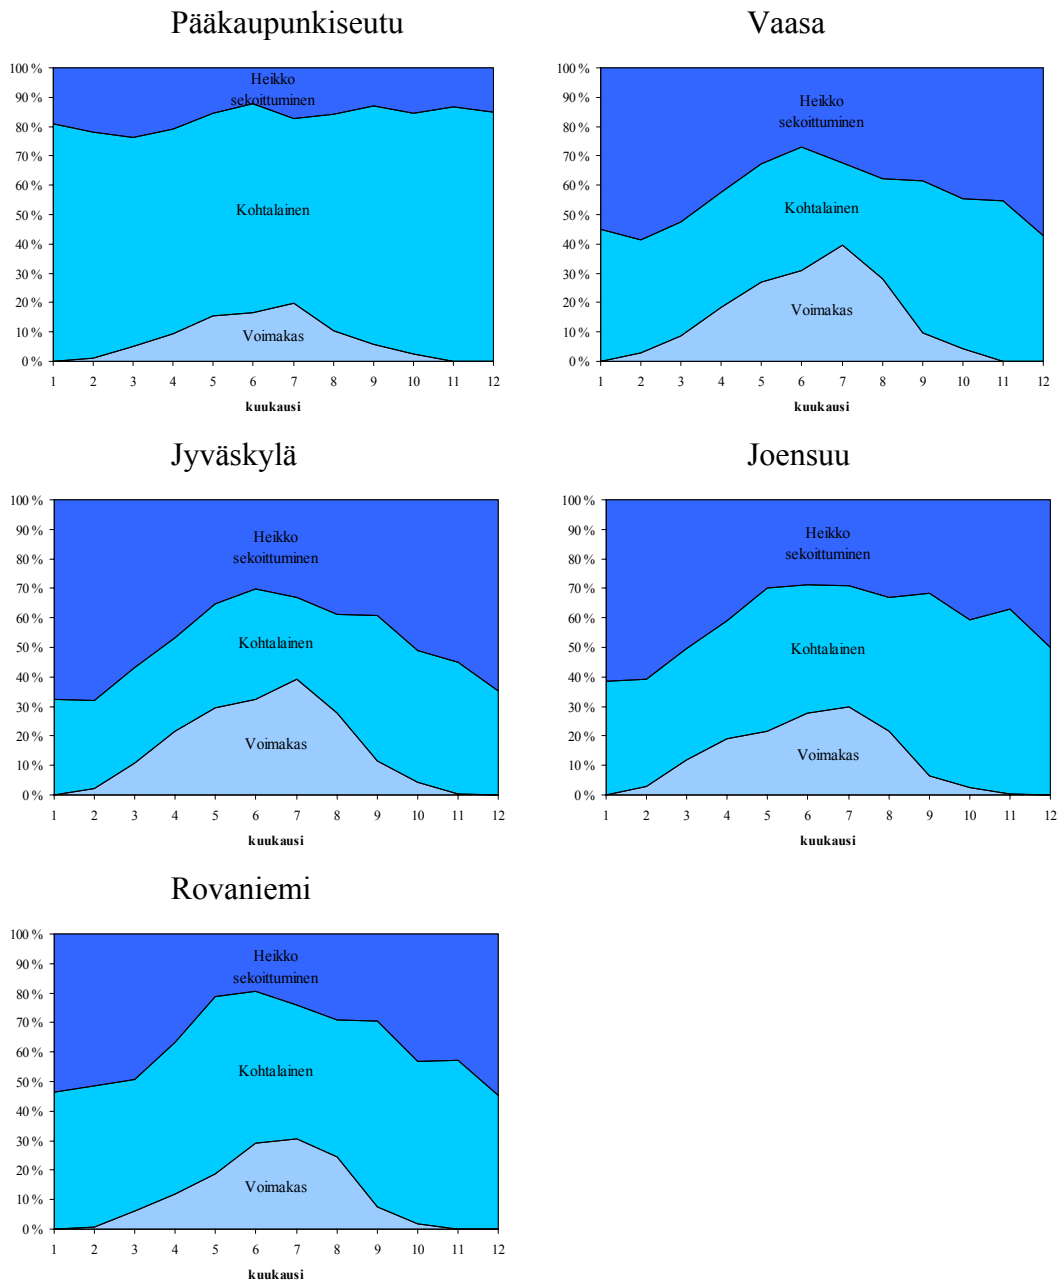 Pääkaupunkiseutu
100 %
90 %
80 %
70 %
60 %
50 %
40 %
30 %
20 %
10 %
0 %
Heikko
sekoittuminen
Kohtalainen
Voimakas
1 2 3 4 5 6 7 8 9 10 11 12
kuukausi
Vaasa
100 %
90 %
80 %
70 %
60 %
50 %
40 %
30 %
20 %
10 %
0 %
Heikko
sekoittuminen
Kohtalainen
Voimakas
1 2 3 4 5 6 7 8 9 10 11 12
kuukausi
Jyväskylä
100 %
90 %
80 %
70 %
60 %
50 %
40 %
30 %
20 %
10 %
0 %
Heikko
sekoittuminen
Kohtalainen
Voimakas
1 2 3 4 5 6 7 8 9 10 11 12
kuukausi
Joensuu
100 %
90 %
80 %
70 %
60 %
50 %
40 %
30 %
20 %
10 %
0 %
Heikko
sekoittuminen
Kohtalainen
Voimakas
1 2 3 4 5 6 7 8 9 10 11 12
kuukausi
Rovaniemi
100 %
90 %
80 %
70 %
60 %
50 %
40 %
30 %
20 %
10 %
0 %
Heikko
sekoittuminen
Kohtalainen
Voimakas
1 2 3 4 5 6 7 8 9 10 11 12
kuukausi